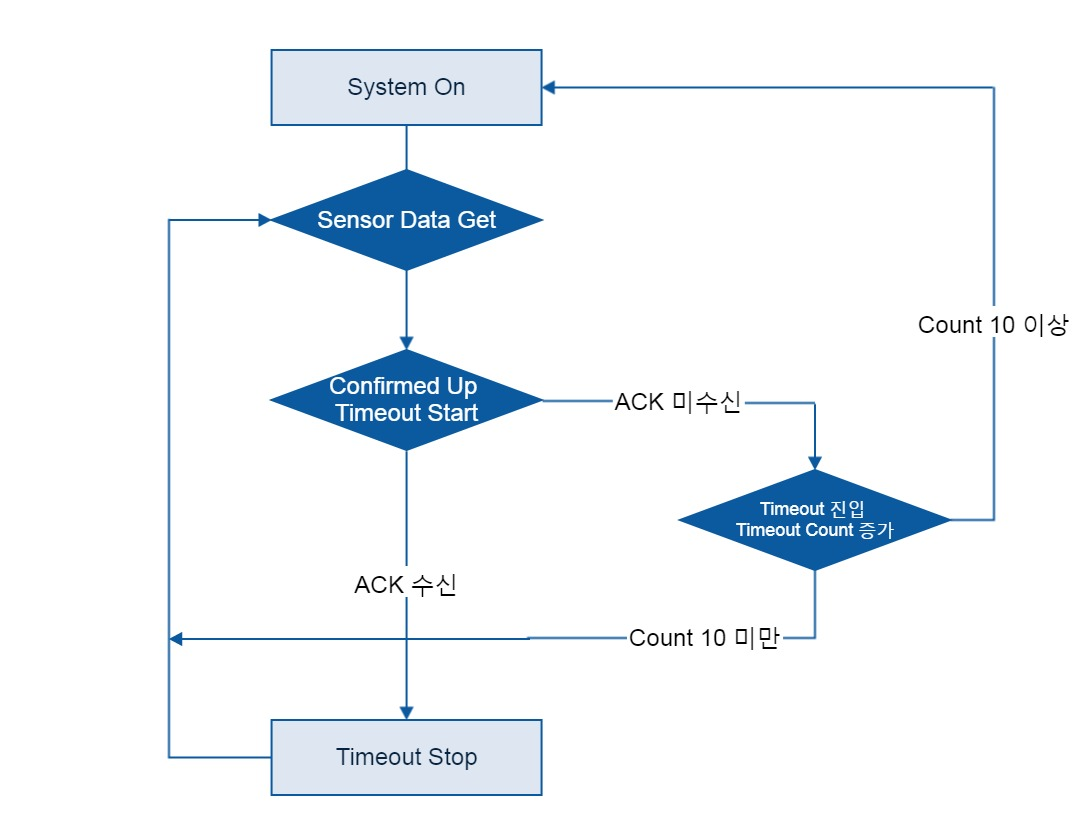 System On
Sensor Data Get
Count 10 이상
Confirmed Up
Timeout Start
ACK 미수신
Timeout 진입
Timeout Count 증가
ACK 수신
Count 10 미만
Timeout Stop